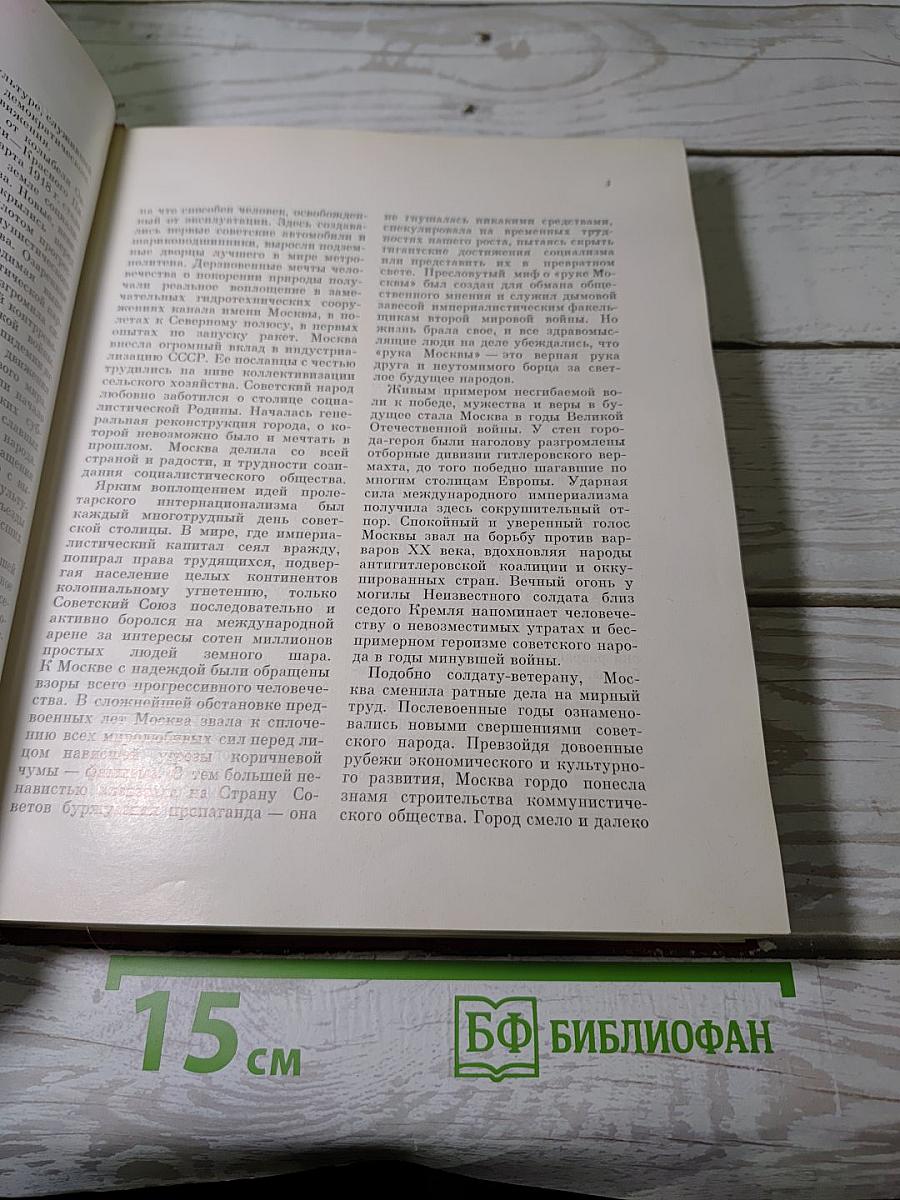 на что способен человек, освобожден-
ный от эксплуатации. Здесь создава-
лись первые советские автомобили и
шарикоподшипники, выросли подзем-
ные дворцы лучшего в мире метро-
политена. Дерзновенные мечты чело-
вечества о покорении природы полу-
чали реальное воплощение в заме-
чательных гидротехнических соору-
жениях канала имени Москвы, в по-
летах к Северному полюсу, в первых
опытах по запуску ракет. Москва
внесла огромный вклад в индустриа-
лизацию СССР. Ее посланцы с честью
трудились на ниве коллективизации
сельского хозяйства. Советский народ
любовно заботился о столице социа-
листической Родины. Началась гене-
ральная реконструкция города, о ко-
торой невозможно было и мечтать в
прошлом. Москва делила со всей
страной и радости, и трудности сози-
дания социалистического общества.
Ярким воплощением идей проле-
тарского интернационализма был
каждый многотрудный день совет-
ской столицы. В мире, где империа-
листический капитал сеял вражду,
попирал права трудящихся, подвер-
гая население целых континентов
колониальному угнетению, только
Советский Союз последовательно и
активно боролся на международной
арене за интересы сотен миллионов
простых людей земного шара.
К Москве с надеждой были обращены
взоры всего прогрессивного человече-
ства. В сложнейшей обстановке пред-
военных лет Москва звала к сплоче-
нию всех миролюбивых сил перед ли-
цом нависшей угрозы коричневой
чумы — фашизма. С тем большей не-
навистью клеветала на Страну Со-
ветов буржуазная пропаганда — она
не гнушалась никакими средствами,
спекулировала на временных труд-
ностях нашего роста, пытаясь скрыть
гигантские достижения социализма
или представить их в превратном
свете. Пресловутый миф о «руке Мо-
сквы» был создан для обмана обще-
ственного мнения и служил дымовой
завесой империалистическим факель-
щикам второй мировой войны. Но
жизнь брала свое, и все здравомыс-
лящие люди на деле убеждались, что
«рука Москвы» — это верная рука
друга и неутомимого борца за свет-
лое будущее народов.
Живым примером несгибаемой во-
ли к победе, мужества и веры в бу-
дущее стала Москва в годы Великой
Отечественной войны. У стен горо-
да-героя были наголову разгромлены
отборные дивизии гитлеровского вер-
махта, до того победно шагавшие по
многим столицам Европы. Ударная
сила международного империализма
получила здесь сокрушительный от-
пор. Спокойный и уверенный голос
Москвы звал на борьбу против вар-
варов XX века, вдохновляя народы
антигитлеровской коалиции и окку-
пированных стран. Вечный огонь у
могилы Неизвестного солдата близ
седого Кремля напоминает человече-
ству о невозместимых утратах и бес-
примерном героизме советского наро-
да в годы минувшей войны.
Подобно солдату-ветерану, Мос-
ква сменила ратные дела на мирный
труд. Послевоенные годы ознамено-
вались новыми свершениями совет-
ского народа. Превзойдя довоенные
рубежи экономического и культурно-
го развития, Москва гордо понесла
знамя строительства коммунистиче-
ского общества. Город смело и далеко
15 см
БФ БИБЛИОФАН